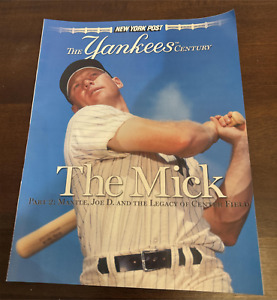 NEW YORK POST
THE Yankees CENTURY
The Mick
PART 2: MANTLE, JOE D. AND THE LEGACY OF CENTER FIELD